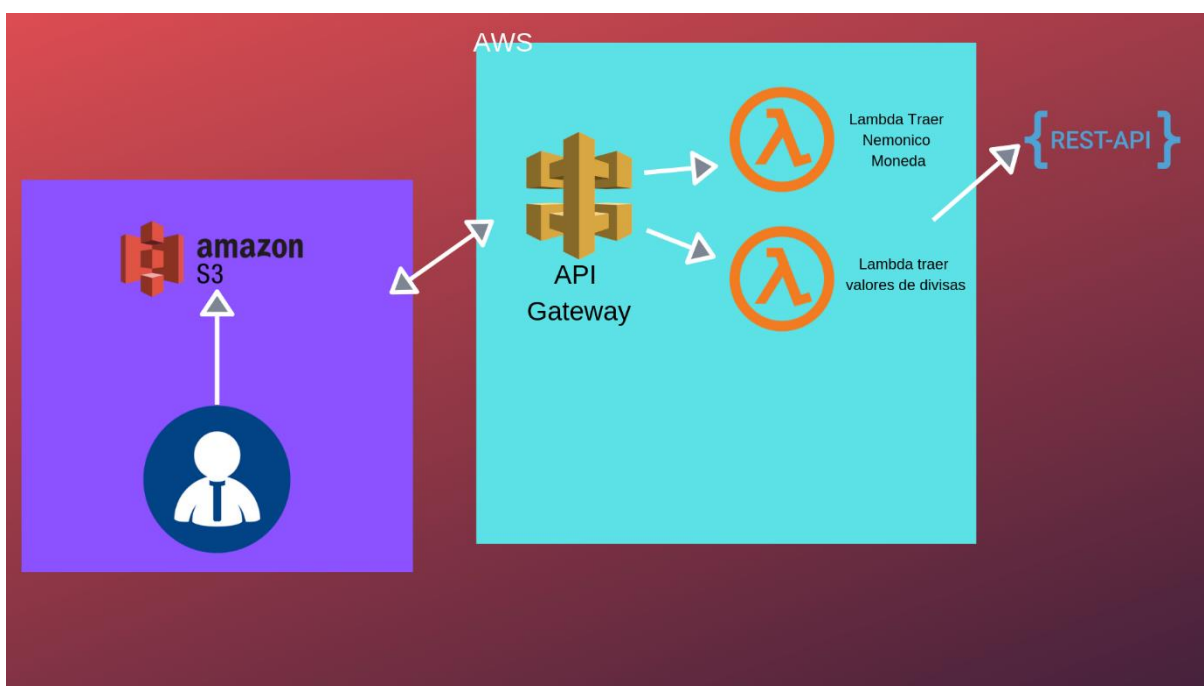 AWS
amazon
S3
API
Gateway
Lambda Traer
Nemonico
Moneda
Lambda traer
valores de divisas
{REST-API}